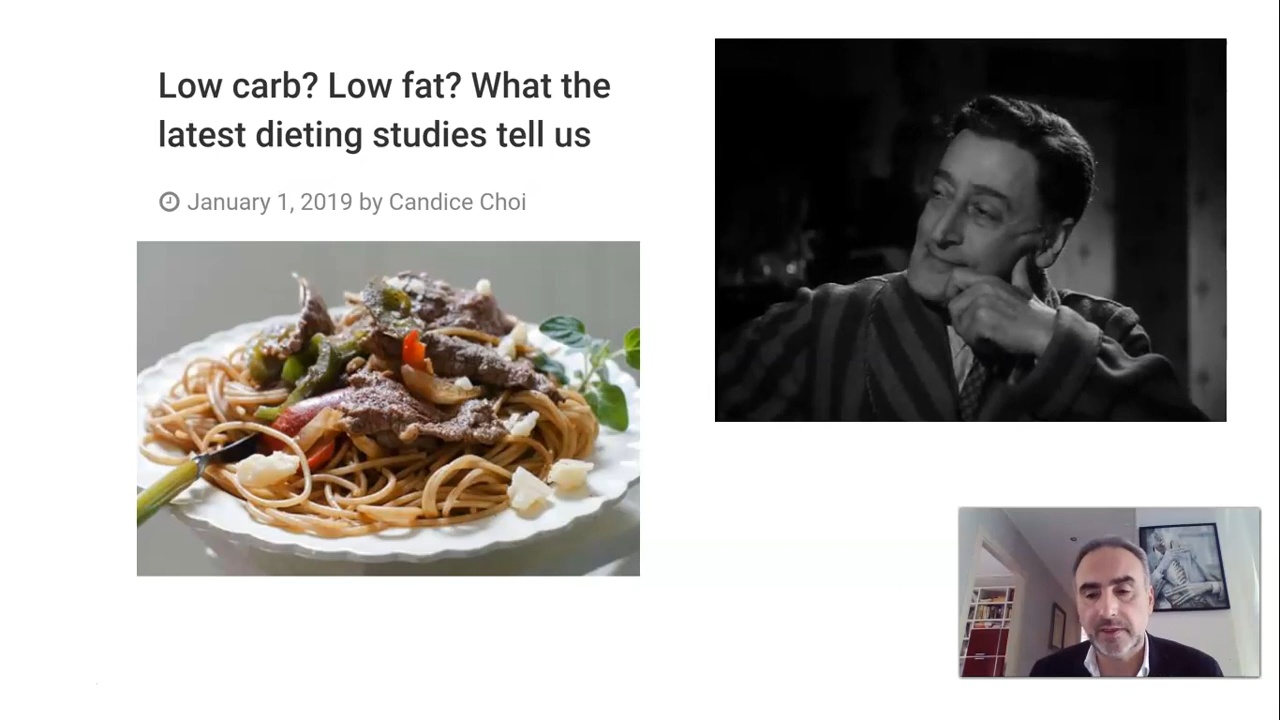 Low carb? Low fat? What the
latest dieting studies tell us
January 1, 2019 by Candice Choi